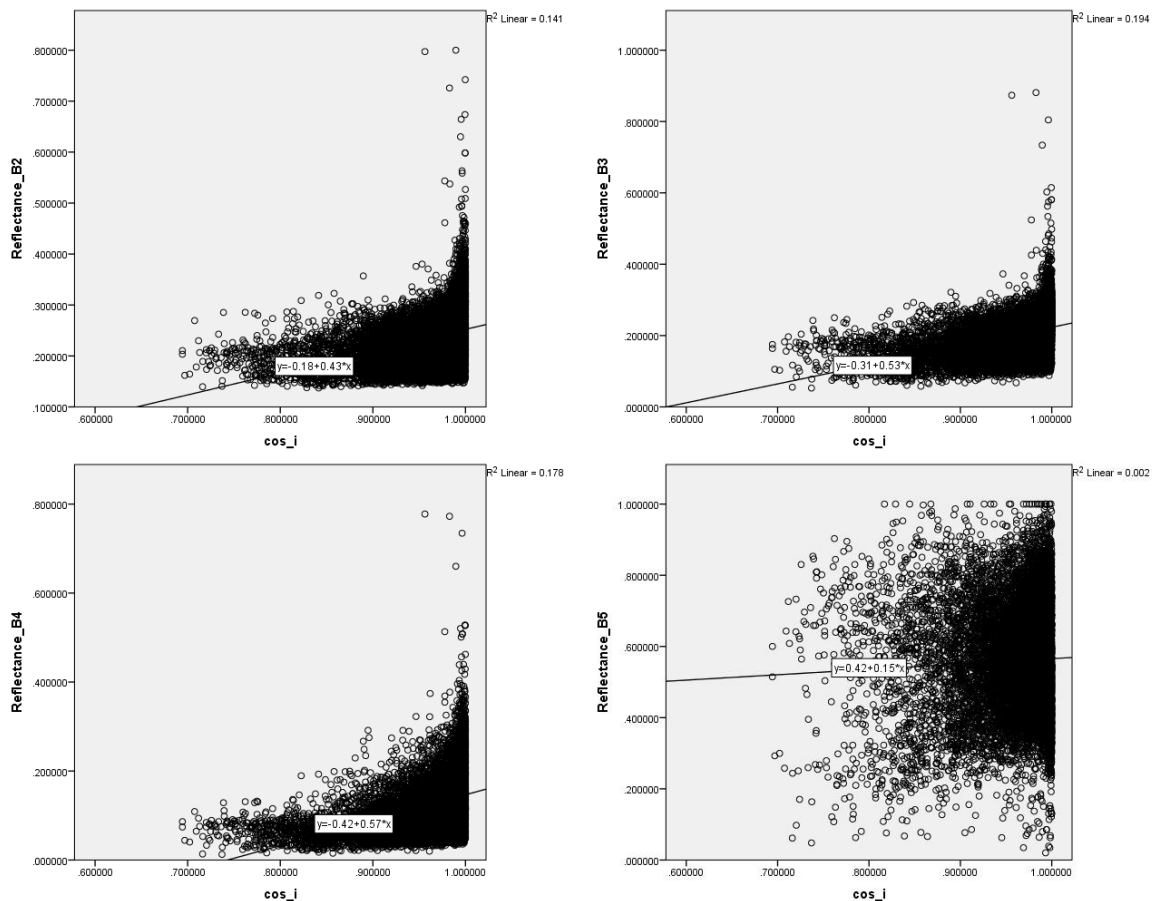 R² Linear = 0.141
.800000
.700000
.600000
.500000
.400000
.300000
.200000
.100000
Reflectance_B2
y=-0.18+0.43*x
.600000 .700000 .800000 .900000 1.000000
cos_i
R² Linear = 0.194
1.000000
.800000
.600000
.400000
.200000
.000000
Reflectance_B3
y=-0.31+0.53*x
.600000 .700000 .800000 .900000 1.000000
cos_i
R² Linear = 0.178
.800000
.600000
.400000
.200000
.000000
Reflectance_B4
y=-0.42+0.57*x
.600000 .700000 .800000 .900000 1.000000
cos_i
R² Linear = 0.002
1.000000
.800000
.600000
.400000
.200000
.000000
Reflectance_B5
y=0.42+0.15*x
.600000 .700000 .800000 .900000 1.000000
cos_i